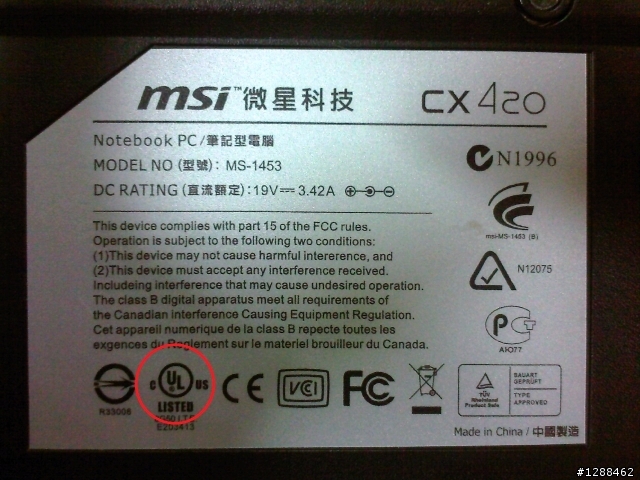 msi™微星科技
CX420
Notebook PC/筆記型電腦
MODEL NO (型號): MS-1453
DC RATING (直流額定): 19V⎓ 3.42A
N1996
msi-MS-1453 (B)
N12075
PG
AIO77
This device complies with part 15 of the FCC rules.
Operation is subject to the following two conditions:
(1)This device may not cause harmful intererence, and
(2)This device must accept any interference received.
Includeing interference that may cause undesired operation.
The class B digital apparatus meet all requirements of
the Canadian Interference Causing Equipment Regulation.
Cet appareil numerique de la class B repecte toutes les
exgences du Reglement sur le materiel brouilleur du Canada.
R33008
C UL US
LISTED
E203413
CE
VCI
FC
TÜV
Rheinland
Product Safe
BAUART
GEPRÜFT
TYPE
APPROVED
Made in China / 中國製造
#1288462